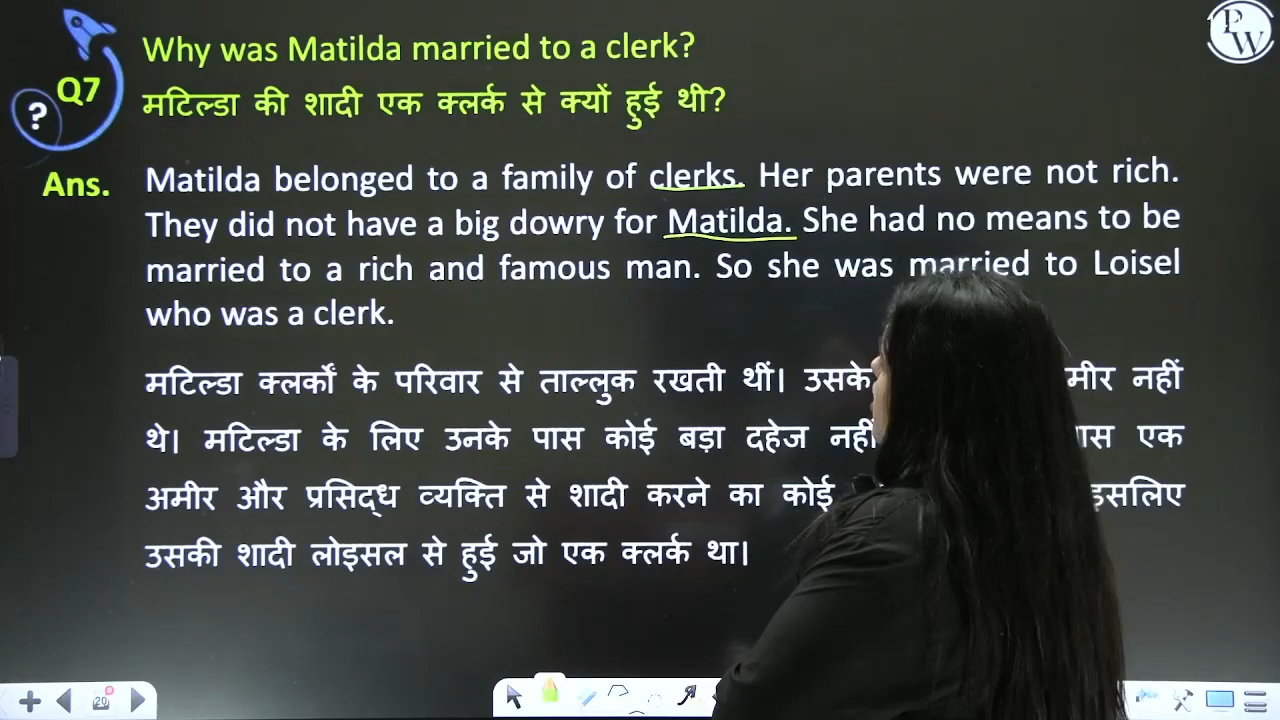 PW
Q7
?
Why was Matilda married to a clerk?
मटिल्डा की शादी एक क्लर्क से क्यों हुई थी?
Ans.
Matilda belonged to a family of clerks. Her parents were not rich.
They did not have a big dowry for Matilda. She had no means to be
married to a rich and famous man. So she was married to Loisel
who was a clerk.
मटिल्डा क्लर्कों के परिवार से ताल्लुक रखती थीं। उसके नहीं
थे। मटिल्डा के लिए उनके पास कोई बड़ा दहेज नहीं एक
अमीर और प्रसिद्ध व्यक्ति से शादी करने का कोई इसलिए
उसकी शादी लोइसल से हुई जो एक क्लर्क था।
20